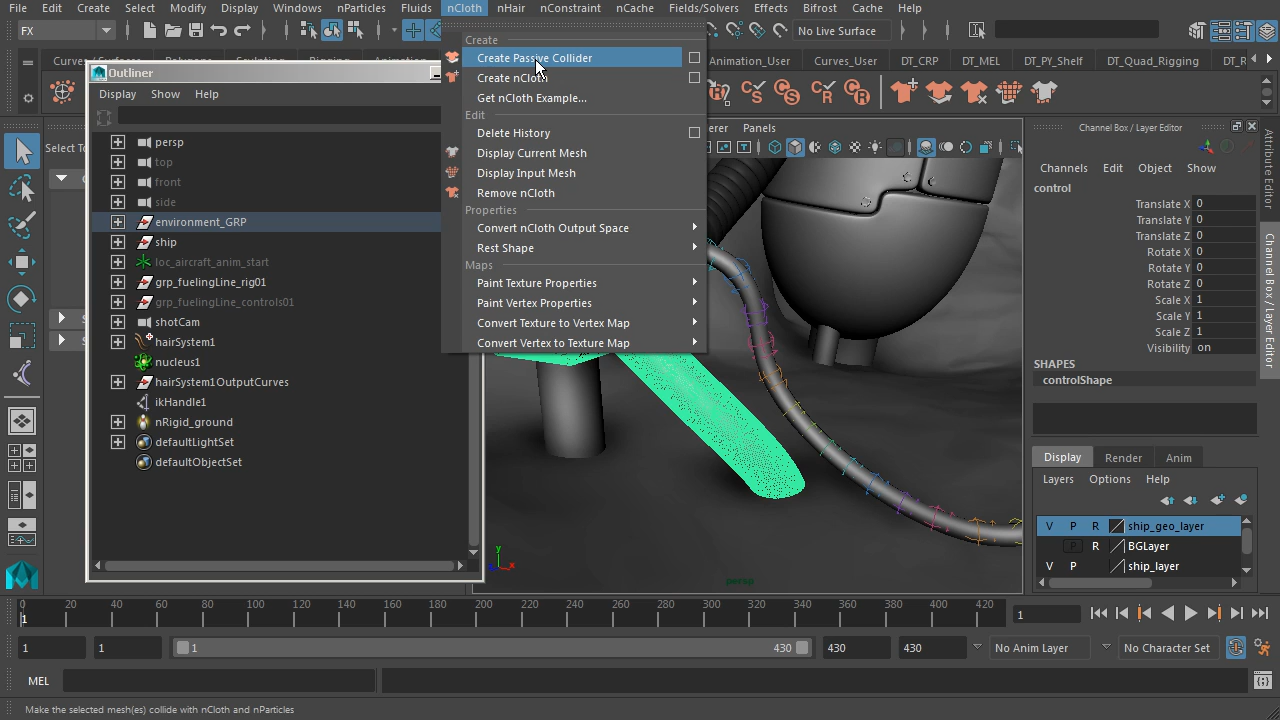 File Edit Create Select Modify Display Windows nParticles Fluids nCloth nHair nConstraint nCache Fields/Solvers Effects Bifrost Cache Help
FX
No Live Surface
Animation_User Curves_User DT_CRP DT_MEL DT_Py_Shelf DT_Quad_Rigging DT_R
Outliner
Display Show Help
persp
top
front
side
environment_GRP
ship
loc_aircraft_anim_start
grp_fuelingLine_rig01
grp_fuelingLine_controls01
shotCam
hairSystem1
nucleus1
hairSystem1OutputCurves
ikHandle1
nRigid_ground
defaultLightSet
defaultObjectSet
Select To
Create
Create Passive Collider
Create nCloth
Get nCloth Example...
Edit
Delete History
Display Current Mesh
Display Input Mesh
Remove nCloth
Properties
Convert nCloth Output Space
Rest Shape
Maps
Paint Texture Properties
Paint Vertex Properties
Convert Texture to Vertex Map
Convert Vertex to Texture Map
erer Panels
persp
y
x
Channel Box / Layer Editor
Channels Edit Object Show
control
Translate X 0
Translate Y 0
Translate Z 0
Rotate X 0
Rotate Y 0
Rotate Z 0
Scale X 1
Scale Y 1
Scale Z 1
Visibility on
SHAPES
controlShape
Display Render Anim
Layers Options Help
V P R ship_geo_layer
P R BGLayer
V P ship_layer
Attribute Editor
Channel Box / Layer Editor
0 20 40 60 80 100 120 140 160 180 200 220 240 260 280 300 320 340 360 380 400 420
1
1
1 1 1 430 430 430 No Anim Layer No Character Set
MEL
Make the selected mesh(es) collide with nCloth and nParticles